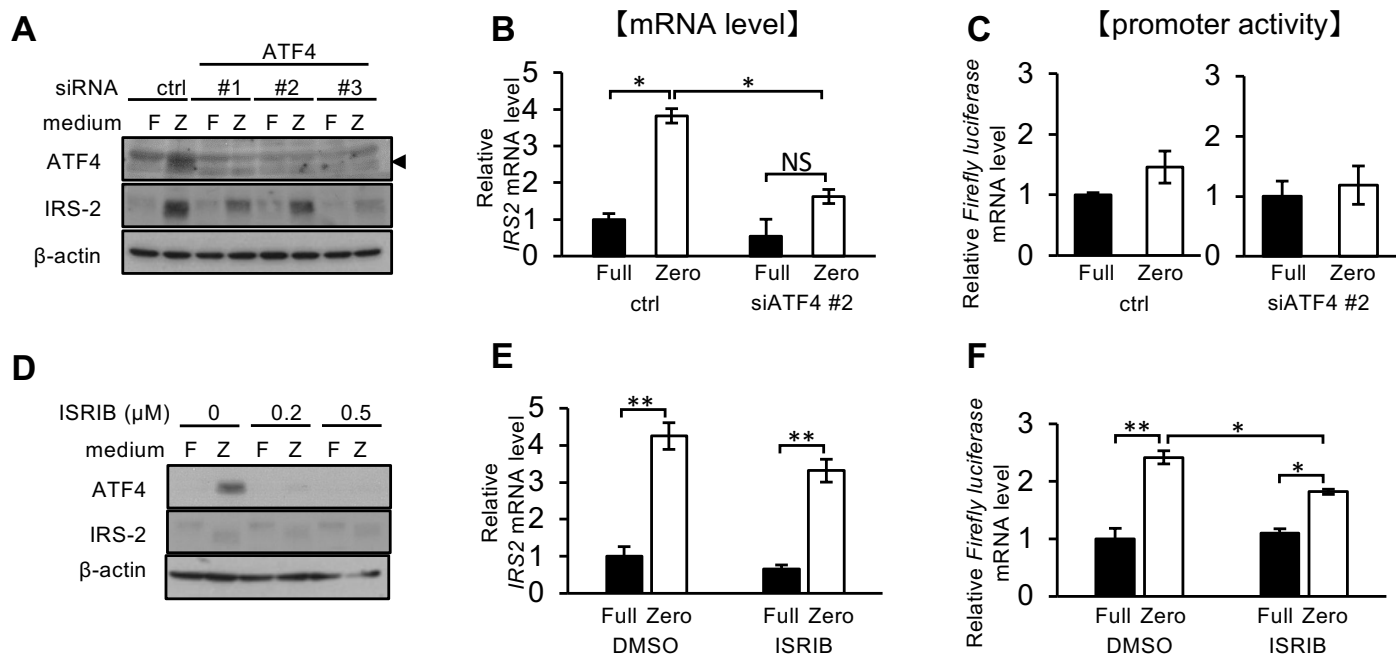 A
ATF4
siRNA ctrl #1 #2 #3
medium F Z F Z F Z F Z
ATF4
IRS-2
β-actin
B
【mRNA level】
Relative
IRS2 mRNA level
5
4
3
2
1
0
*
*
NS
Full Zero Full Zero
ctrl siATF4 #2
C
【promoter activity】
Relative Firefly luciferase
mRNA level
3
2
1
0
3
2
1
0
Full Zero Full Zero
ctrl siATF4 #2
D
ISRIB (μM) 0 0.2 0.5
medium F Z F Z F Z
ATF4
IRS-2
β-actin
E
Relative
IRS2 mRNA level
5
4
3
2
1
0
**
**
Full Zero Full Zero
DMSO ISRIB
F
Relative Firefly luciferase
mRNA level
3
2
1
0
**
*
*
Full Zero Full Zero
DMSO ISRIB